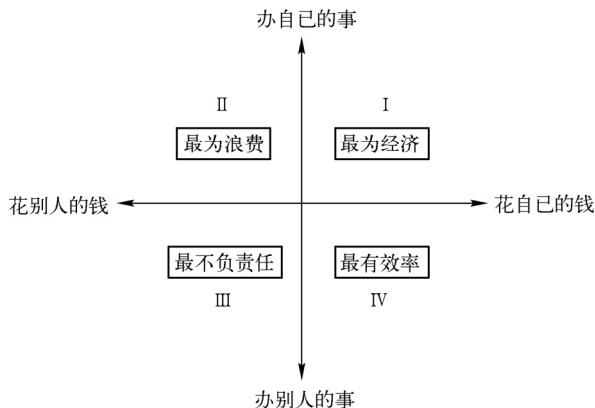 办自已的事
Ⅱ Ⅰ
最为浪费 最为经济
花别人的钱 花自已的钱
最不负责任 最有效率
Ⅲ Ⅳ
办别人的事